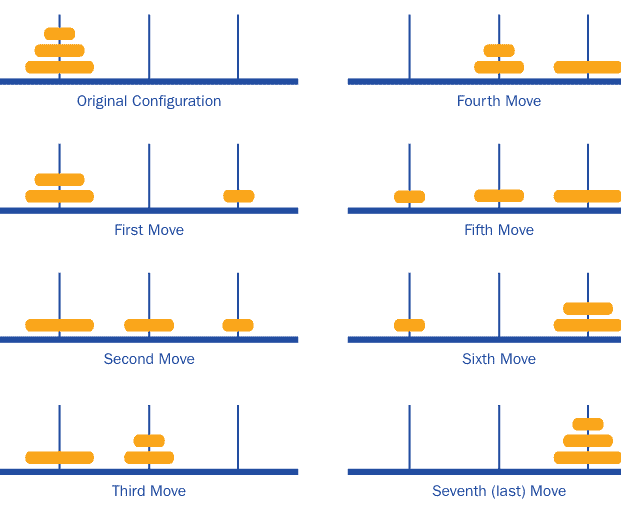 Original Configuration
First Move
Second Move
Third Move
Fourth Move
Fifth Move
Sixth Move
Seventh (last) Move